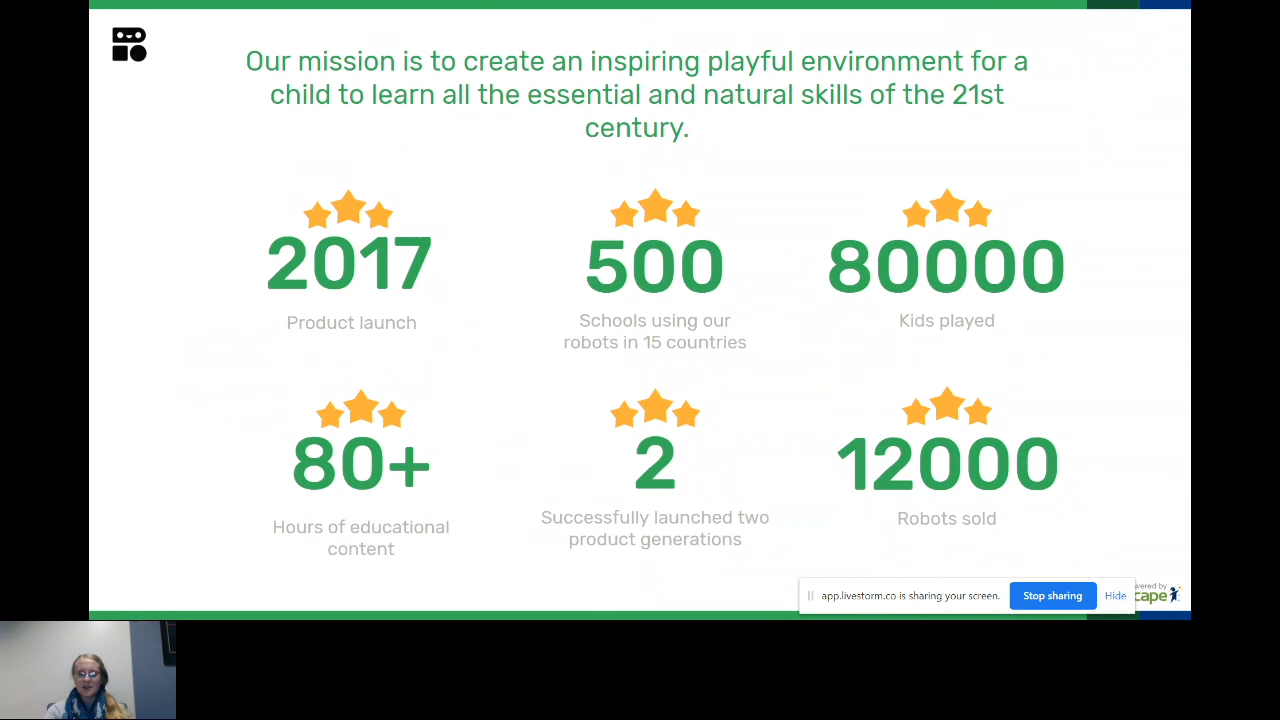 Our mission is to create an inspiring playful environment for a
child to learn all the essential and natural skills of the 21st
century.
2017
Product launch
500
Schools using our
robots in 15 countries
80000
Kids played
80+
Hours of educational
content
2
Successfully launched two
product generations
12000
Robots sold
app.livestorm.co is sharing your screen.
Stop sharing
Hide